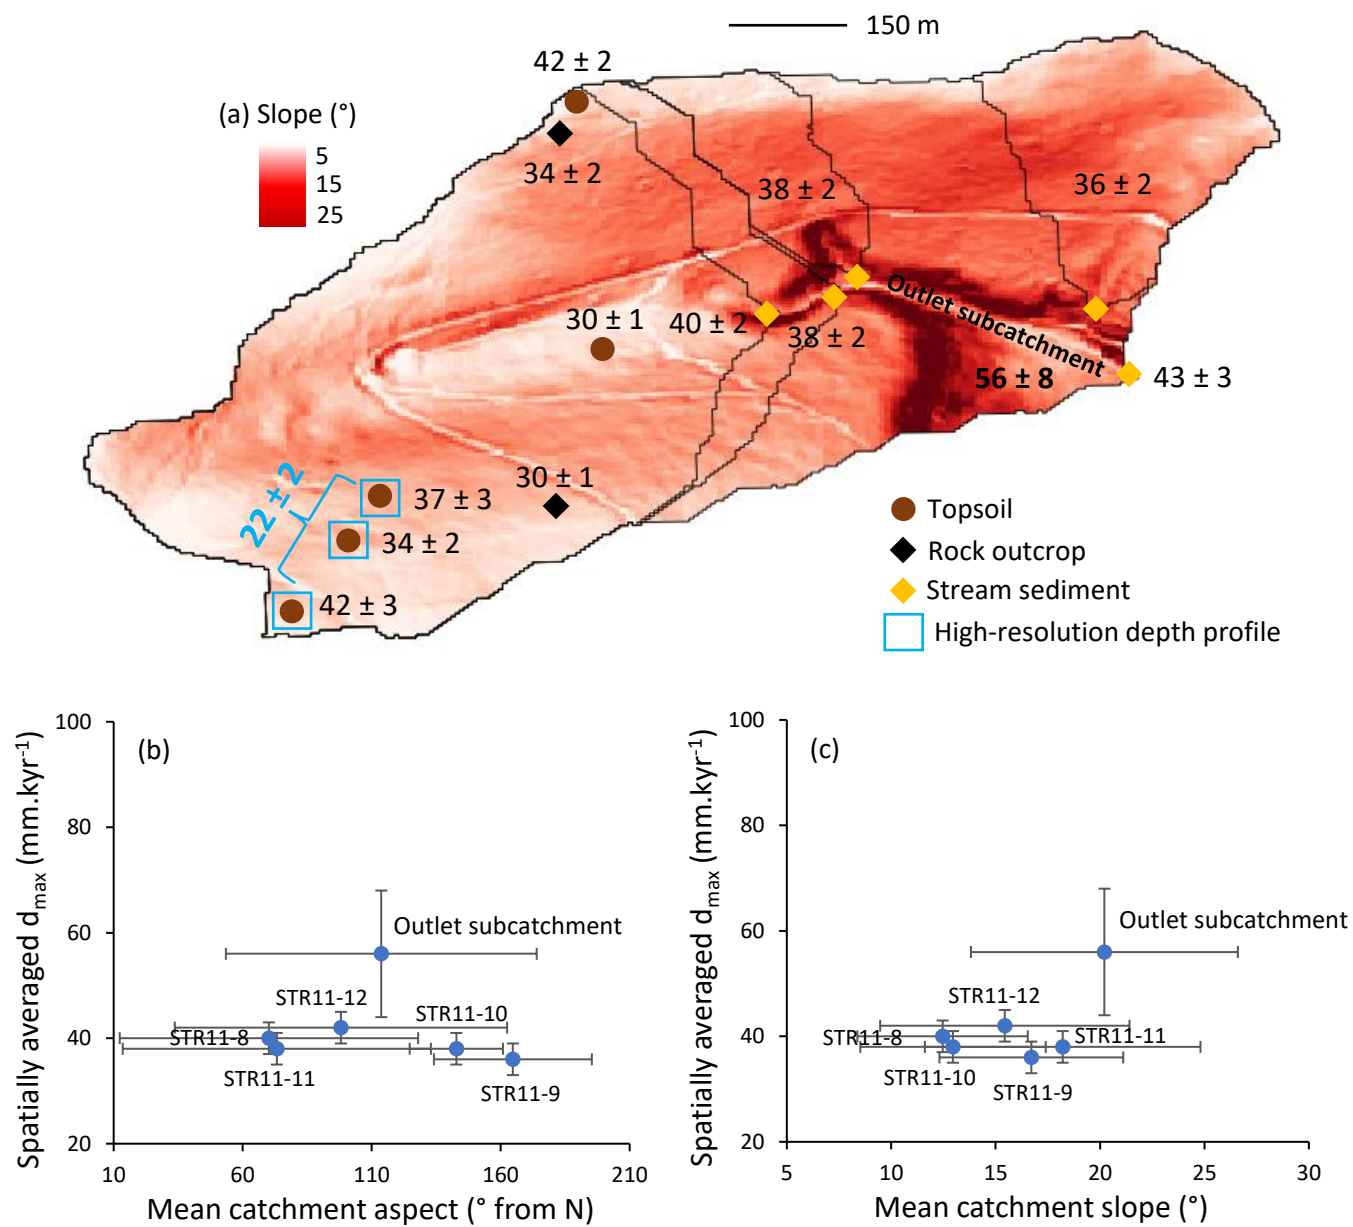 150 m
42 ± 2
(a) Slope (°)
5
15
25
34 ± 2
38 ± 2
36 ± 2
Outlet subcatchment
30 ± 1
40 ± 2
38 ± 2
56 ± 8
43 ± 3
22 ± 2
30 ± 1
37 ± 3
34 ± 2
42 ± 3
Topsoil
Rock outcrop
Stream sediment
High-resolution depth profile
(b)
Spatially averaged dmax (mm.kyr-1)
100
80
60
40
20
Outlet subcatchment
STR11-12
STR11-10
STR11-8
STR11-11
STR11-9
10
60
110
160
210
Mean catchment aspect (° from N)
(c)
Spatially averaged dmax (mm.kyr-1)
100
80
60
40
20
Outlet subcatchment
STR11-12
STR11-8
STR11-11
STR11-10
STR11-9
5
10
15
20
25
30
Mean catchment slope (°)